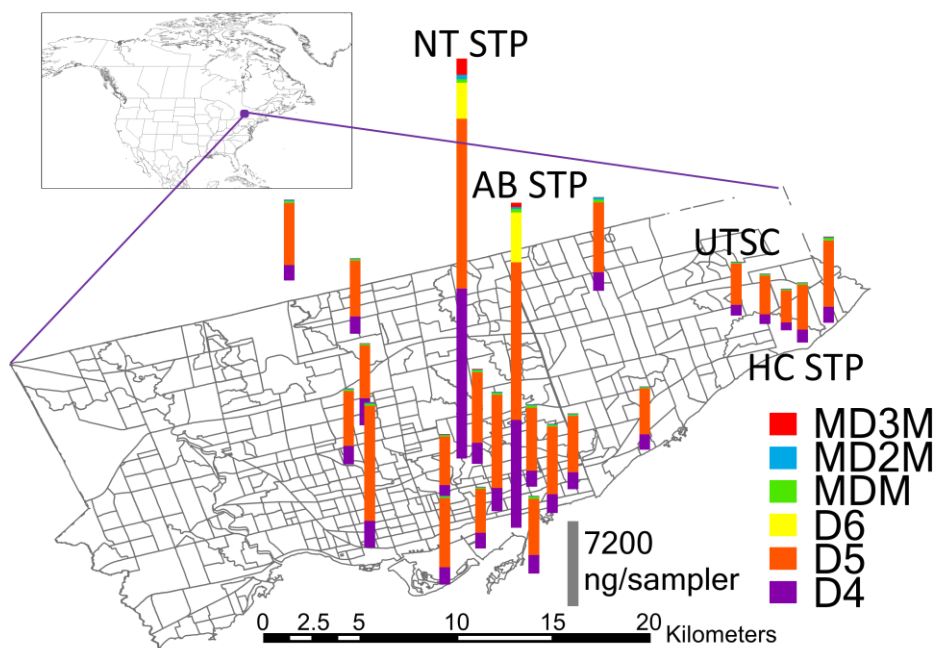 NT STP
AB STP
UTSC
HC STP
MD3M
MD2M
MDM
D6
D5
D4
7200
ng/sampler
0 2.5 5 10 15 20 Kilometers